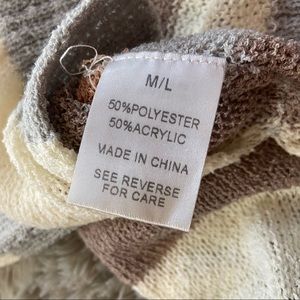 M/L
50%POLYESTER
50%ACRYLIC
MADE IN CHINA
SEE REVERSE
FOR CARE